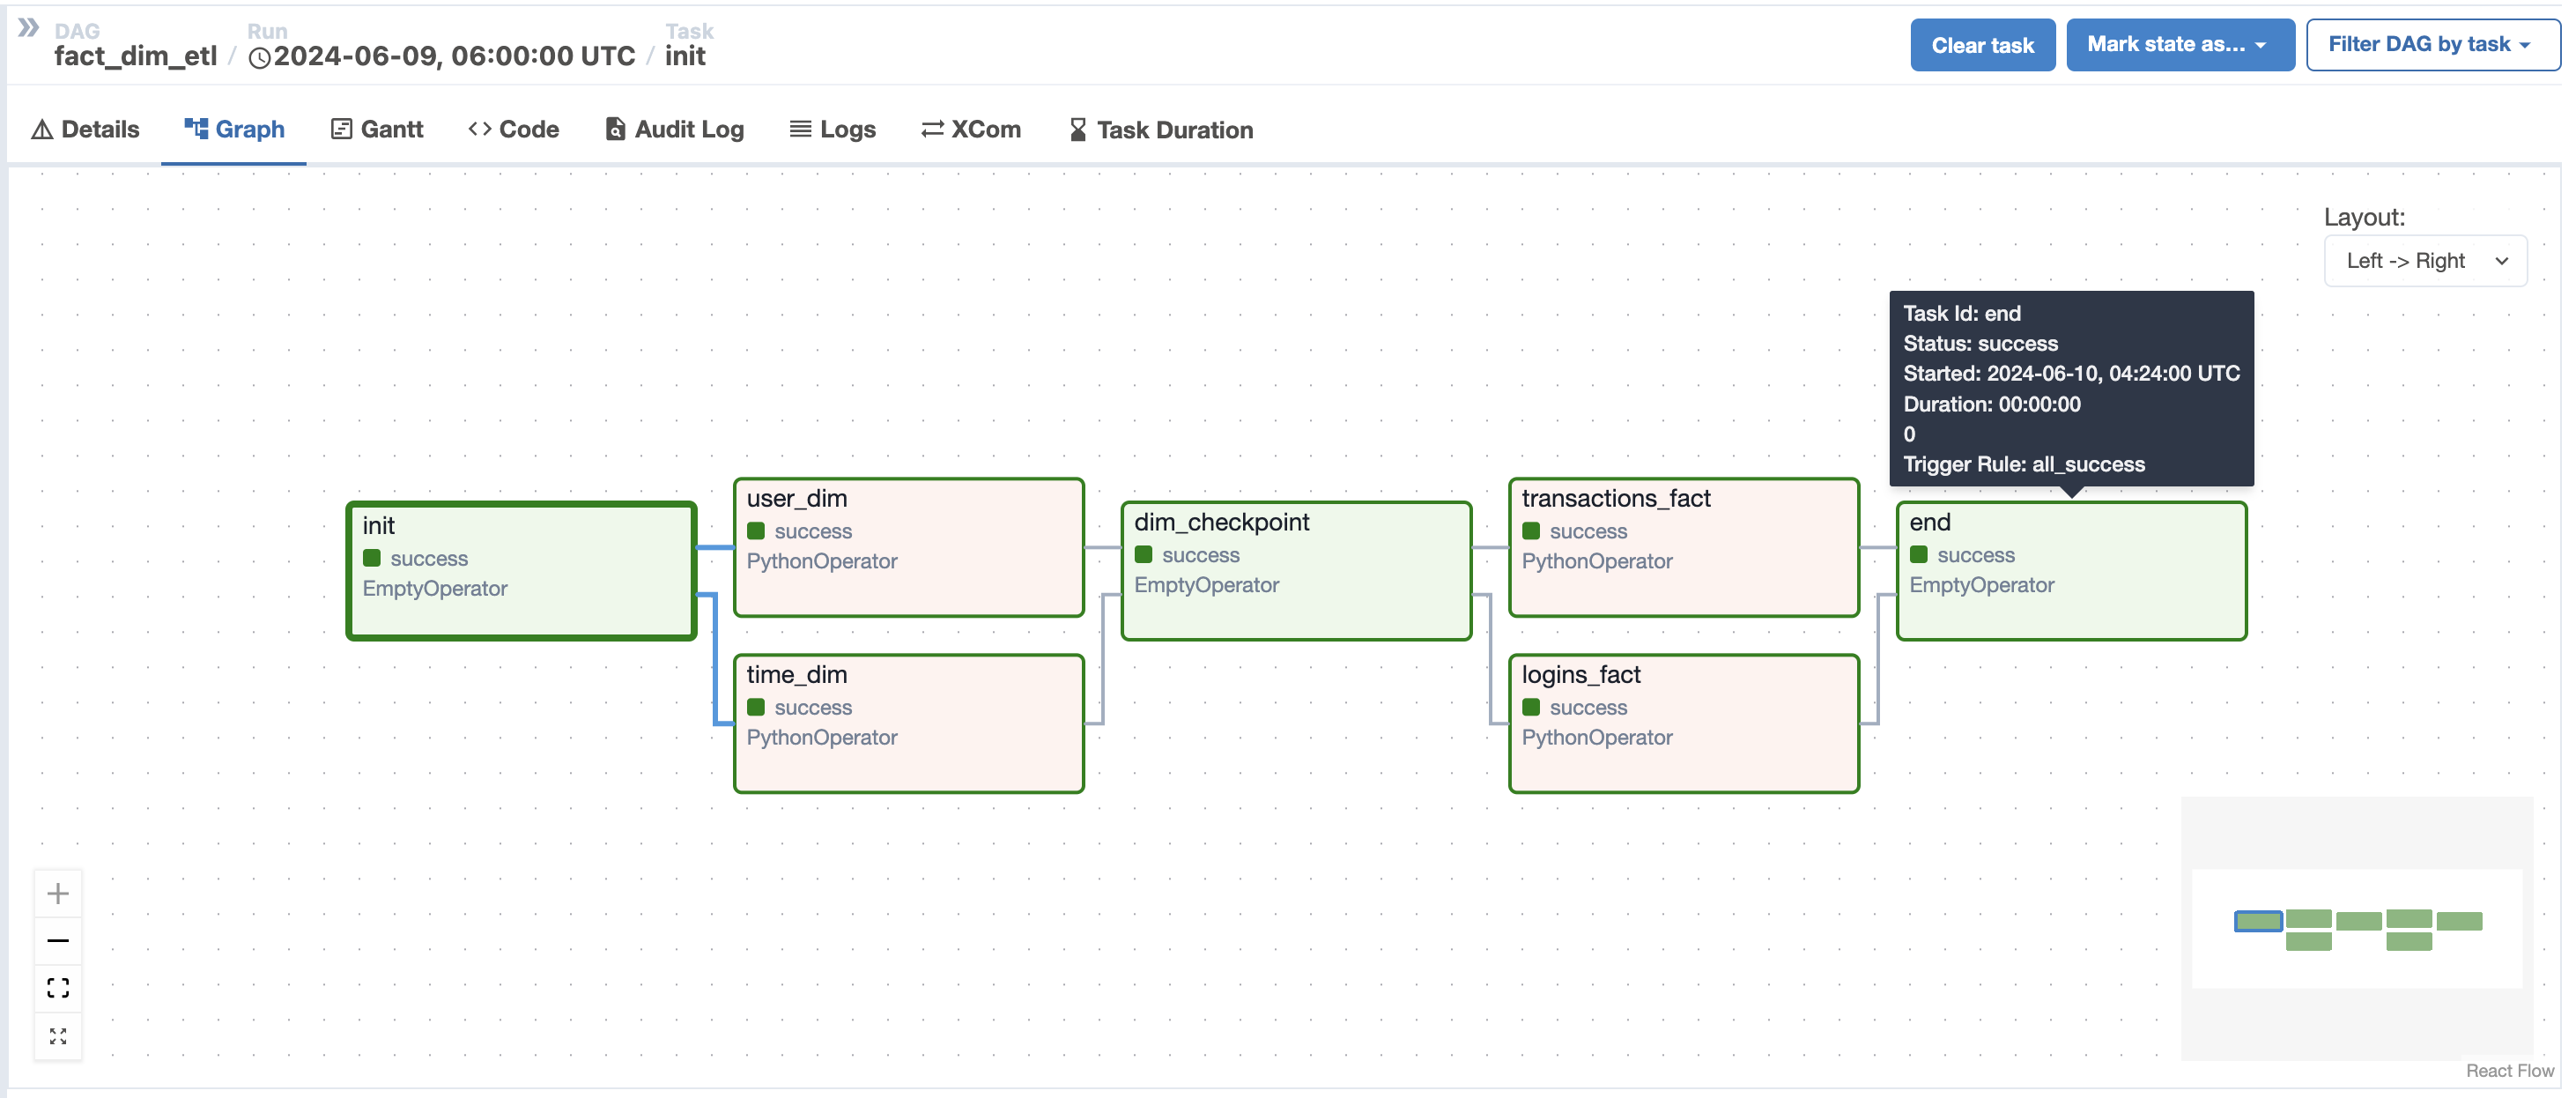 DAG
fact_dim_etl
/
Run
2024-06-09, 06:00:00 UTC
/
Task
init
Clear task
Mark state as...
Filter DAG by task
Details
Graph
Gantt
Code
Audit Log
Logs
XCom
Task Duration
Layout:
Left -> Right
Task Id: end
Status: success
Started: 2024-06-10, 04:24:00 UTC
Duration: 00:00:00
0
Trigger Rule: all_success
init
success
EmptyOperator
user_dim
success
PythonOperator
time_dim
success
PythonOperator
dim_checkpoint
success
EmptyOperator
transactions_fact
success
PythonOperator
logins_fact
success
PythonOperator
end
success
EmptyOperator
React Flow